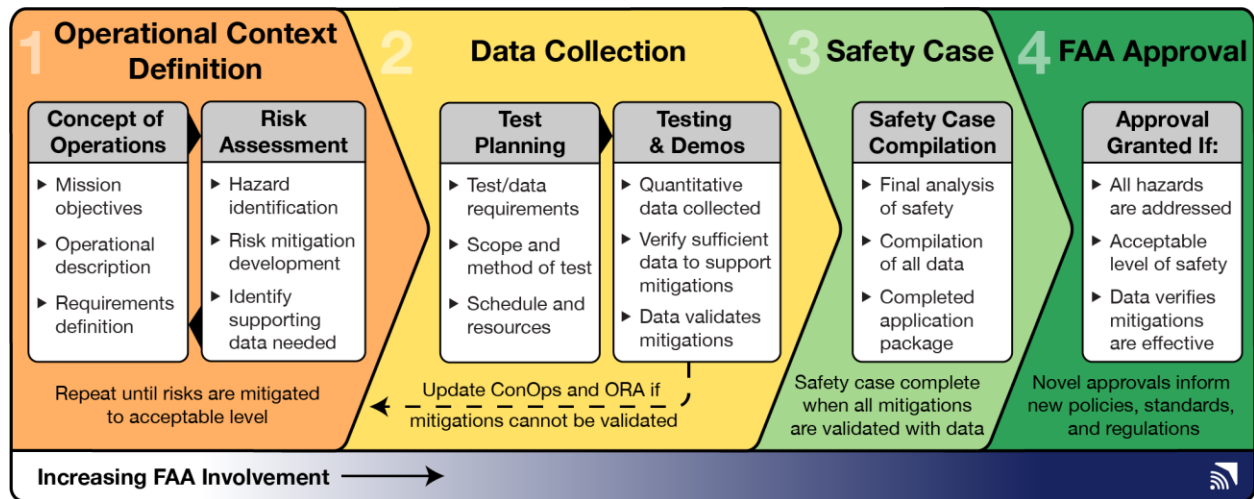 1
Operational Context
Definition
Concept of
Operations
Mission
objectives
Operational
description
Requirements
definition
Risk
Assessment
Hazard
identification
Risk mitigation
development
Identify
supporting
data needed
Repeat until risks are mitigated
to acceptable level
2
Data Collection
Test
Planning
Test/data
requirements
Scope and
method of test
Schedule and
resources
Testing
& Demos
Quantitative
data collected
Verify sufficient
data to support
mitigations
Data validates
mitigations
Update ConOps and ORA if
mitigations cannot be validated
3
Safety Case
Safety Case
Compilation
Final analysis
of safety
Compilation
of all data
Completed
application
package
Safety case complete
when all mitigations
are validated with data
4
FAA Approval
Approval
Granted If:
All hazards
are addressed
Acceptable
level of safety
Data verifies
mitigations
are effective
Novel approvals inform
new policies, standards,
and regulations
Increasing FAA Involvement